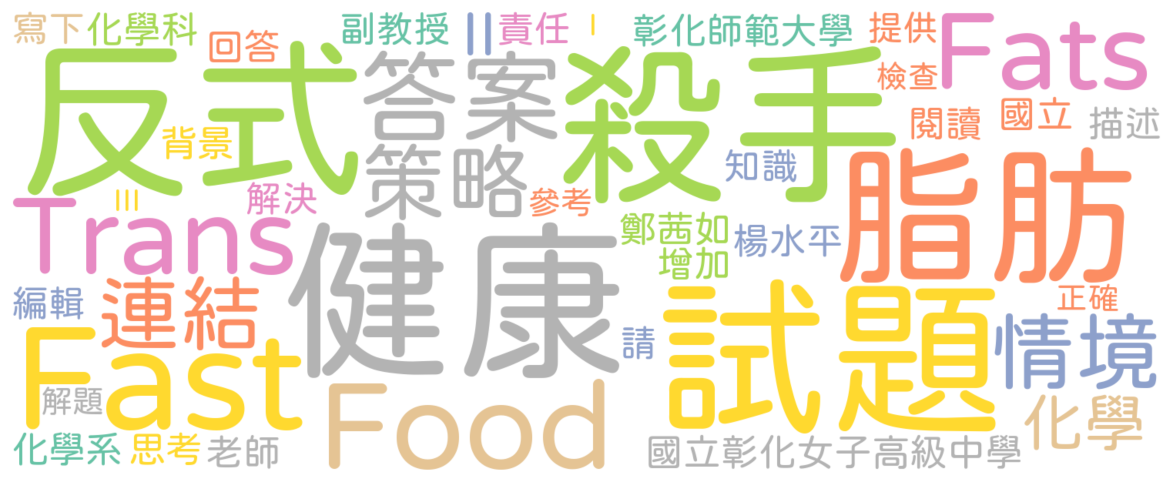 寫下 化學科 回答 副教授 || 責任 | 彰化師範大學 提供 Fats
反式 答案 殺手 檢查
背景 知識 閱讀 國立 描述
||| 解決 策略 參考 脂肪
Trans 健康 鄭茜如 楊水平
增加
編輯 連結 請 試題 情境 正確
Fast Food
解題 化學
化學系 思考 老師 國立彰化女子高級中學